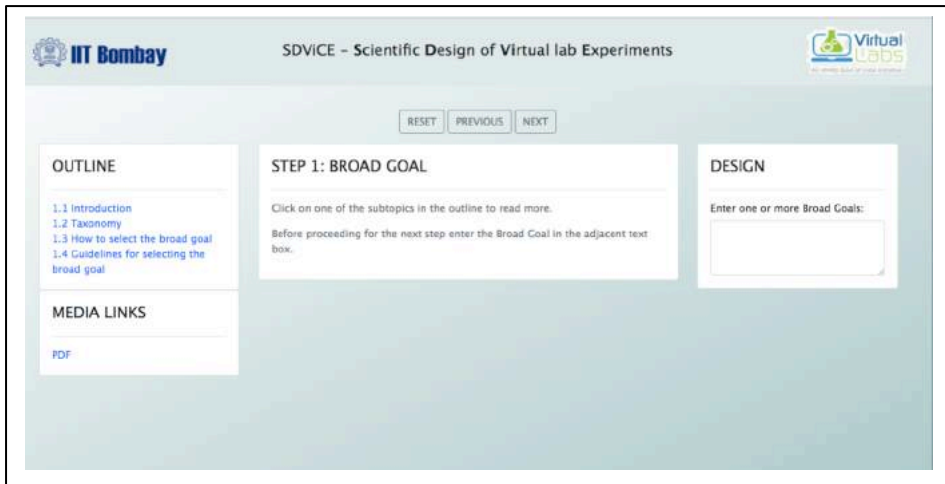 IIT Bombay
SDViCE – Scientific Design of Virtual lab Experiments
Virtual
Labs
RESET PREVIOUS NEXT
OUTLINE
1.1 Introduction
1.2 Taxonomy
1.3 How to select the broad goal
1.4 Guidelines for selecting the
broad goal
MEDIA LINKS
PDF
STEP 1: BROAD GOAL
Click on one of the subtopics in the outline to read more.
Before proceeding for the next step enter the Broad Goal in the adjacent text
box.
DESIGN
Enter one or more Broad Goals: